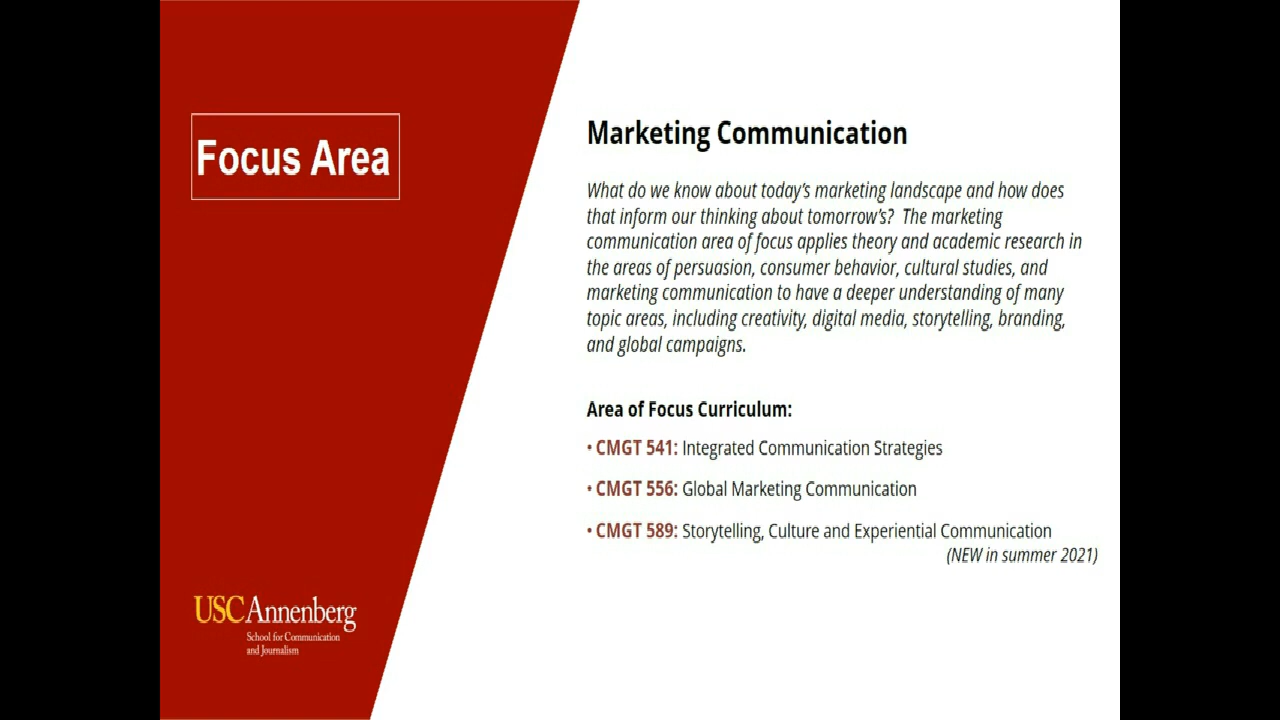 Focus Area
Marketing Communication
What do we know about today's marketing landscape and how does
that inform our thinking about tomorrow's?  The marketing
communication area of focus applies theory and academic research in
the areas of persuasion, consumer behavior, cultural studies, and
marketing communication to have a deeper understanding of many
topic areas, including creativity, digital media, storytelling, branding,
and global campaigns.
Area of Focus Curriculum:
• CMGT 541: Integrated Communication Strategies
• CMGT 556: Global Marketing Communication
• CMGT 589: Storytelling, Culture and Experiential Communication
(NEW in summer 2021)
USC Annenberg
School for Communication
and Journalism